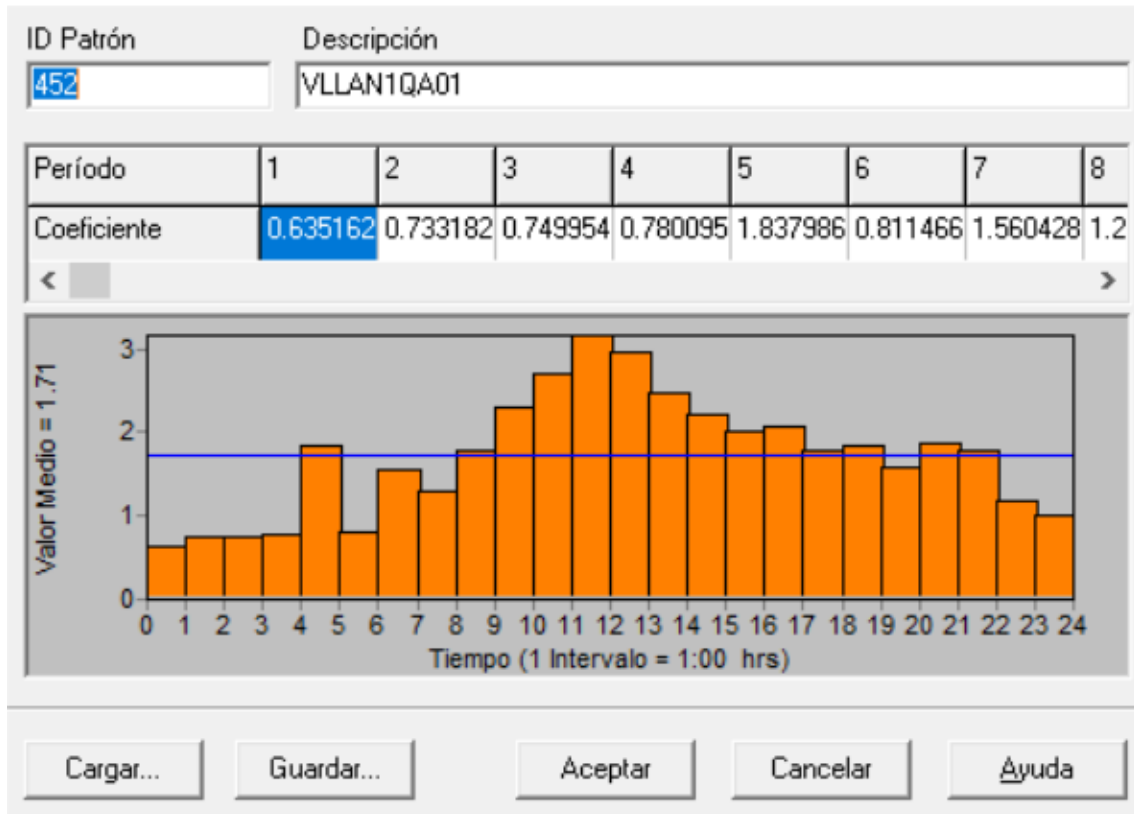 ID Patrón Descripción
452 VLLAN1QA01
Período 1 2 3 4 5 6 7 8
Coeficiente 0.635162 0.733182 0.749954 0.780095 1.837986 0.811466 1.560428 1.2
Valor Medio = 1.71
3
2
1
0
0 1 2 3 4 5 6 7 8 9 10 11 12 13 14 15 16 17 18 19 20 21 22 23 24
Tiempo (1 Intervalo = 1:00 hrs)
Cargar... Guardar... Aceptar Cancelar Ayuda